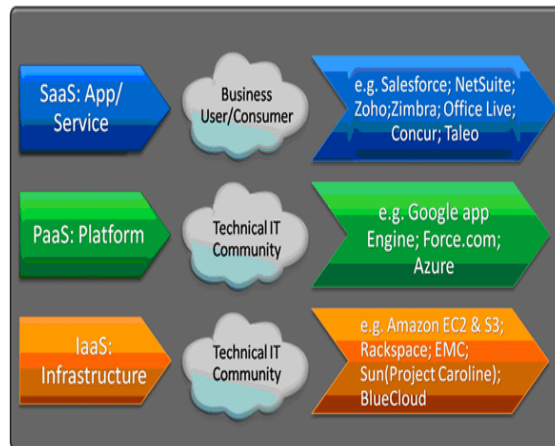 SaaS: App/
Service
Business
User/Consumer
e.g. Salesforce; NetSuite;
Zoho;Zimbra; Office Live;
Concur; Taleo
PaaS: Platform
Technical IT
Community
e.g. Google app
Engine; Force.com;
Azure
IaaS:
Infrastructure
Technical IT
Community
e.g. Amazon EC2 & S3;
Rackspace; EMC;
Sun(Project Caroline);
BlueCloud